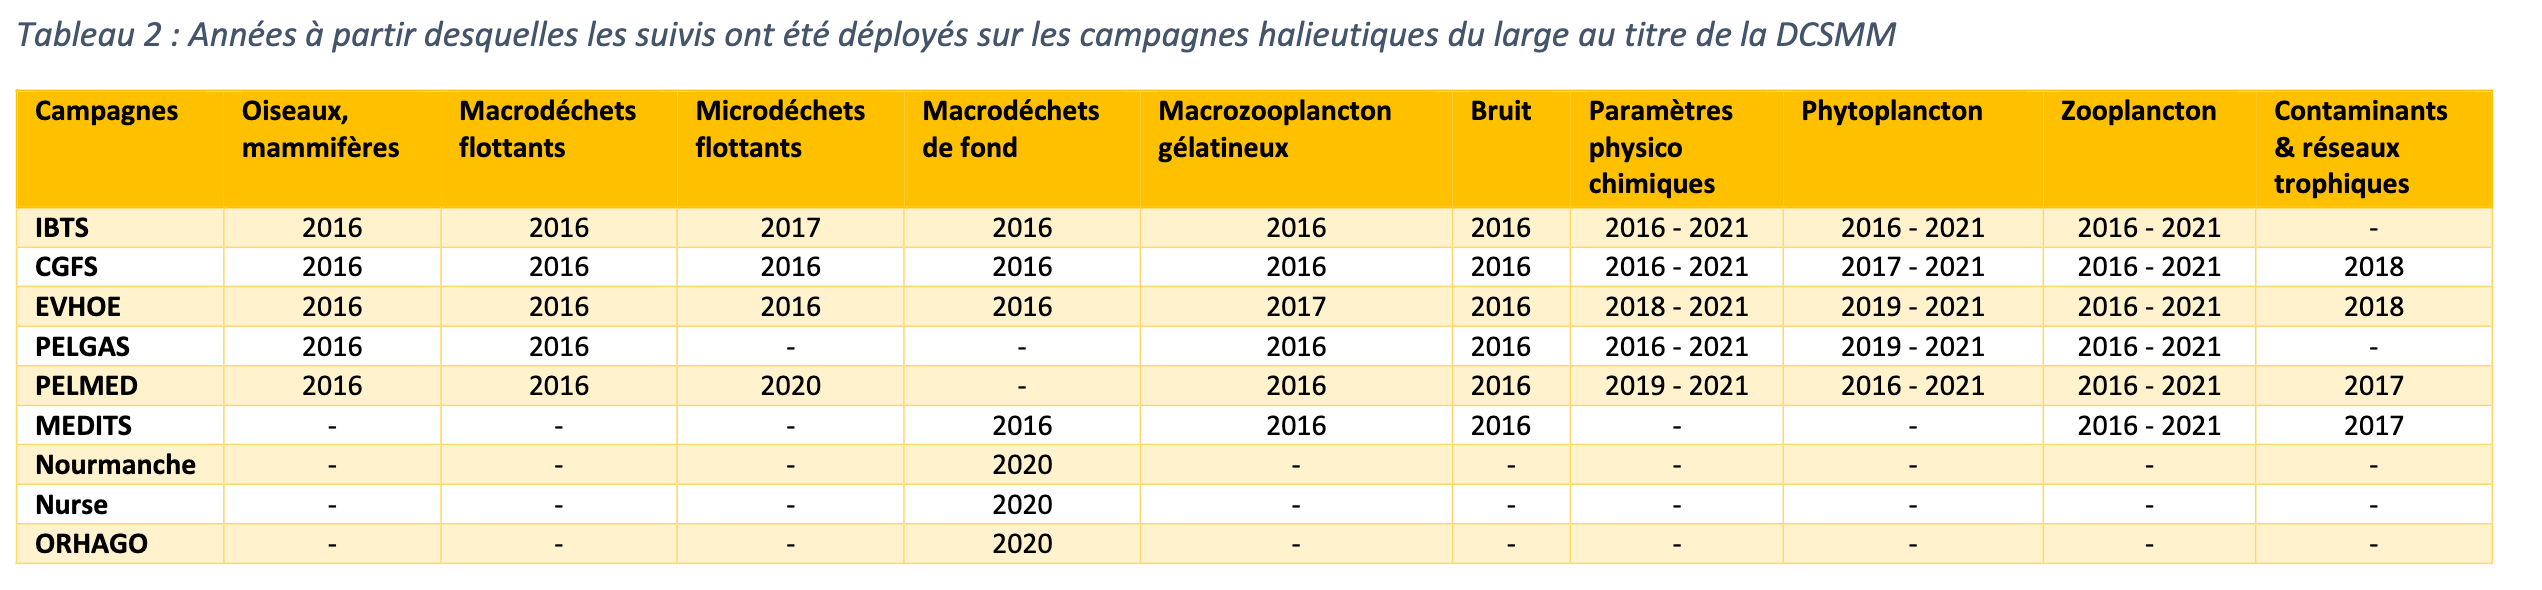 Tableau 2 : Années à partir desquelles les suivis ont été déployés sur les campagnes halieutiques du large au titre de la DCSMM
Campagnes Oiseaux, mammifères Macrodéchets flottants Microdéchets flottants Macrodéchets de fond Macrozooplancton gélatineux Bruit Paramètres physico chimiques Phytoplancton Zooplancton Contaminants & réseaux trophiques
IBTS 2016 2016 2017 2016 2016 2016 2016 - 2021 2016 - 2021 2016 - 2021 -
CGFS 2016 2016 2016 2016 2016 2016 2016 - 2021 2017 - 2021 2016 - 2021 2018
EVHOE 2016 2016 2016 2016 2017 2016 2018 - 2021 2019 - 2021 2016 - 2021 2018
PELGAS 2016 2016 - - 2016 2016 2016 - 2021 2019 - 2021 2016 - 2021 -
PELMED 2016 2016 2020 - 2016 2016 2019 - 2021 2016 - 2021 2016 - 2021 2017
MEDITS - - - 2016 2016 2016 - - 2016 - 2021 2017
Nourmanche - - - 2020 - - - - - -
Nurse - - - 2020 - - - - - -
ORHAGO - - - 2020 - - - - - -